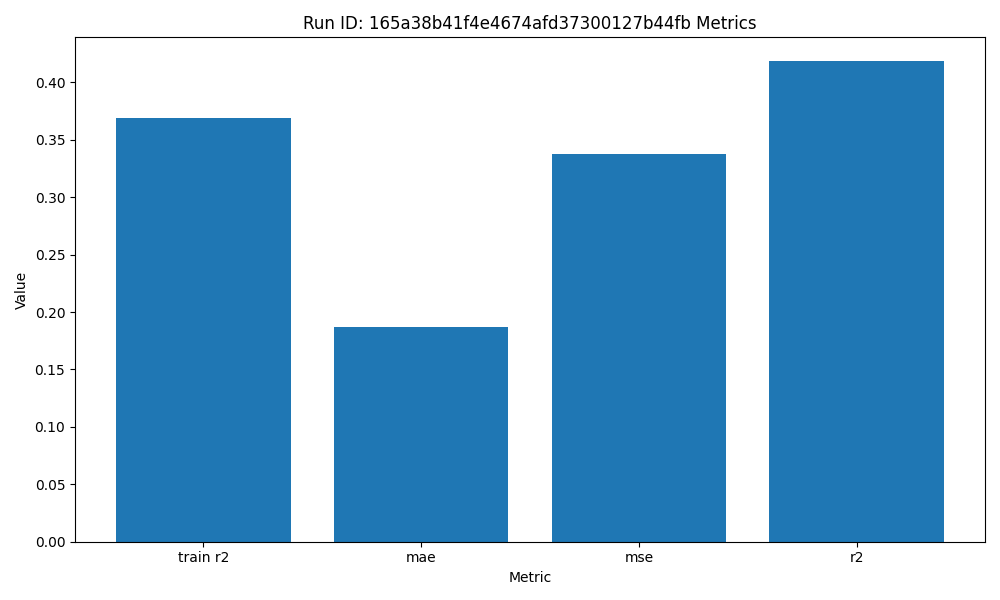 Run ID: 165a38b41f4e4674afd37300127b44fb Metrics
0.40
0.35
0.30
0.25
0.20
0.15
0.10
0.05
0.00
Value
train r2
mae
mse
r2
Metric